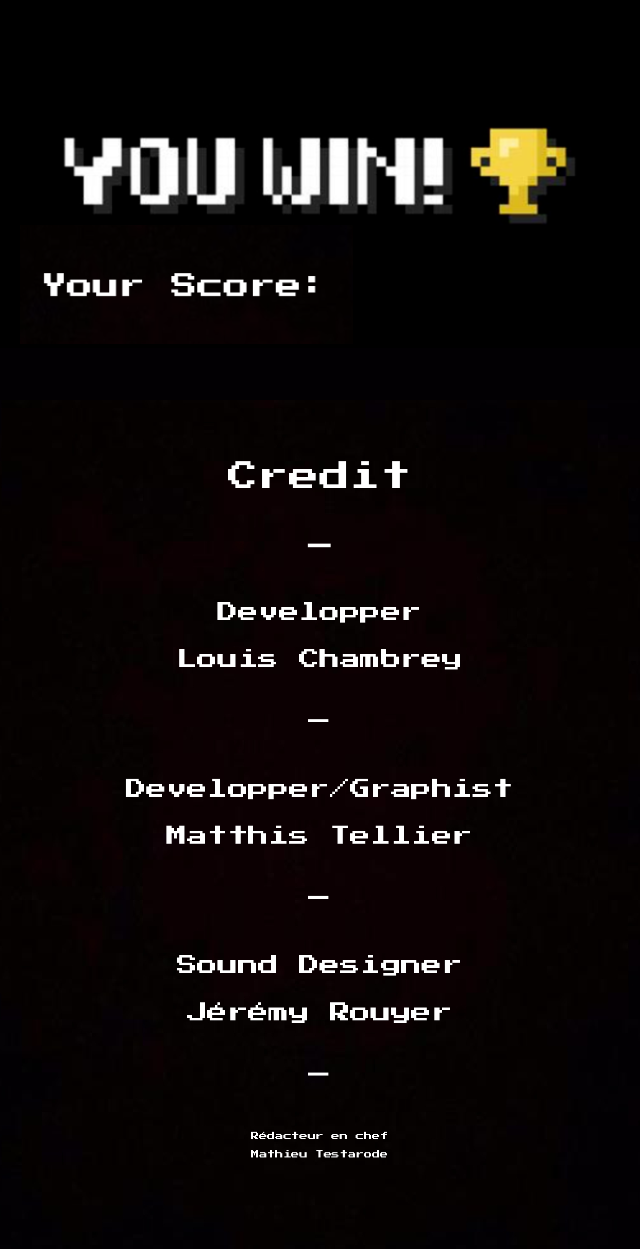 YOU WIN!
Your Score:
Credit
—
Developper
Louis Chambrey
—
Developper/Graphist
Matthis Tellier
—
Sound Designer
Jérémy Rouyer
—
Rédacteur en chef
Mathieu Testarode